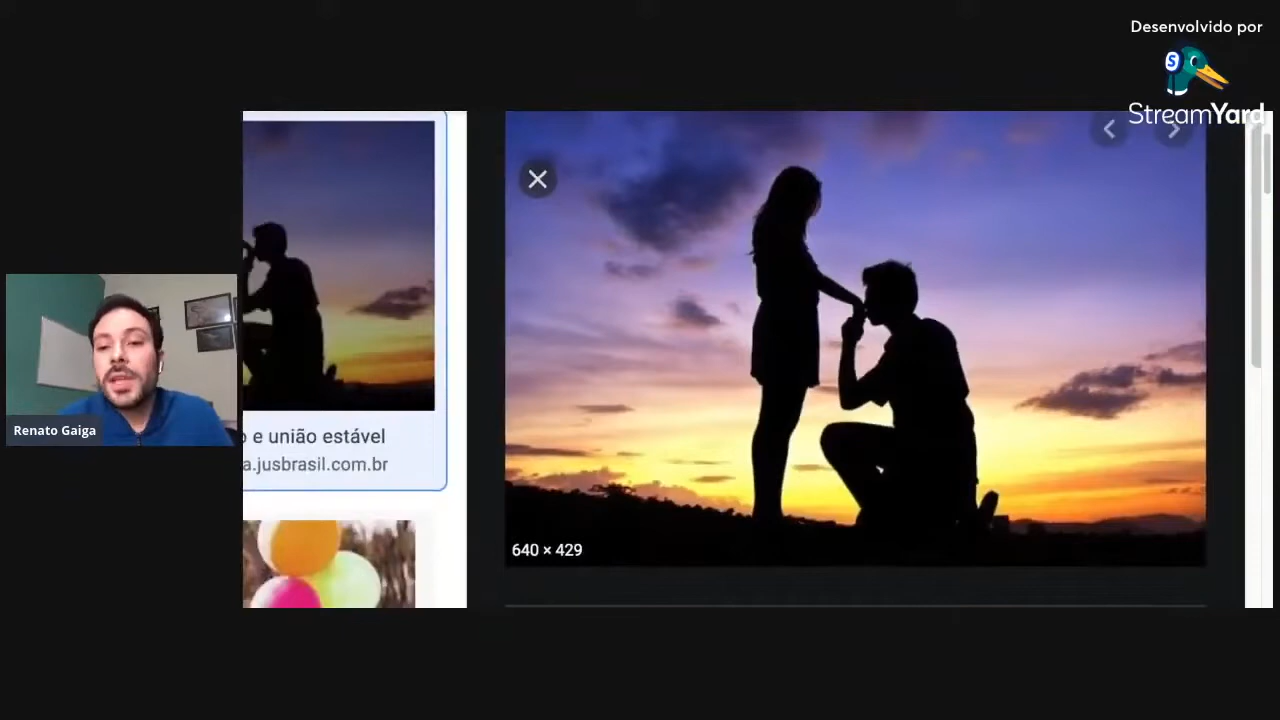 Desenvolvido por
StreamYard
Renato Gaiga
o e união estável
a.jusbrasil.com.br
640 × 429